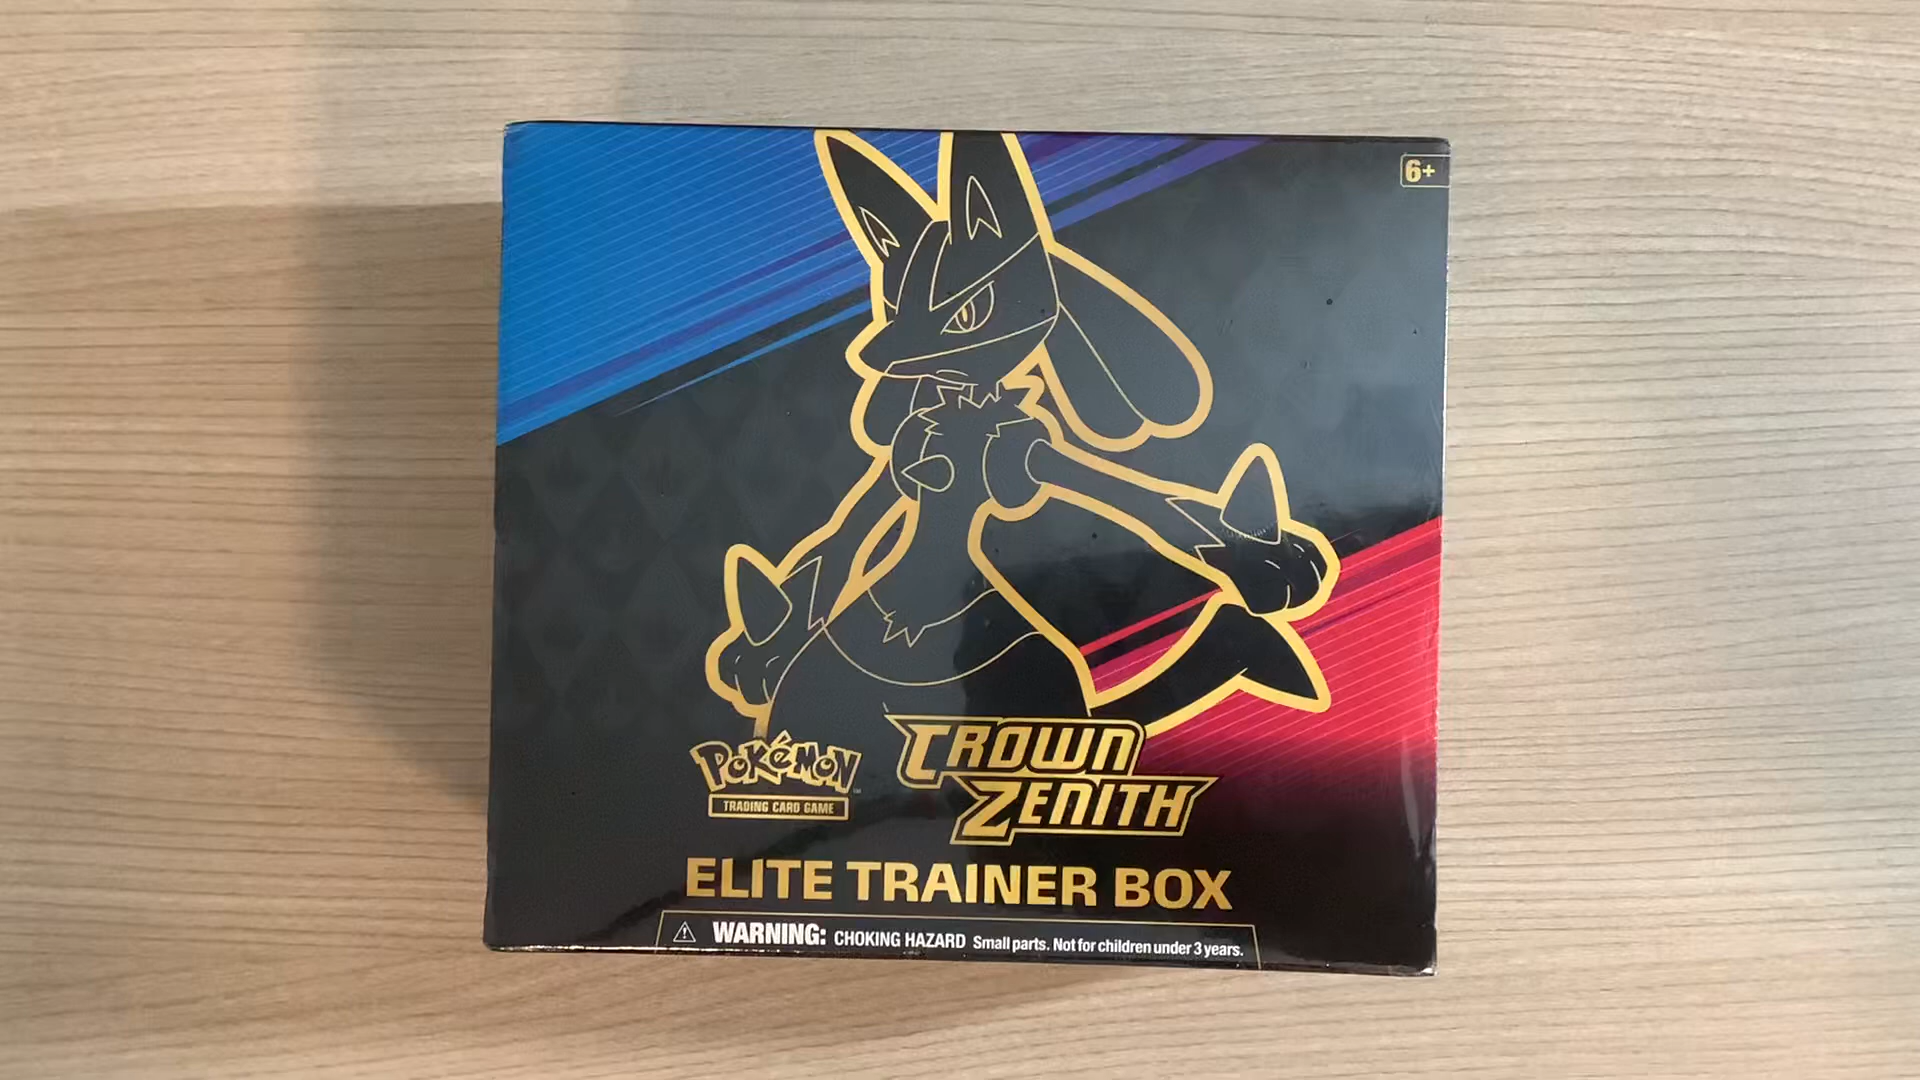 6+
Pokémon
TRADING CARD GAME
CROWN
ZENITH
ELITE TRAINER BOX
WARNING: CHOKING HAZARD Small parts. Not for children under 3 years.